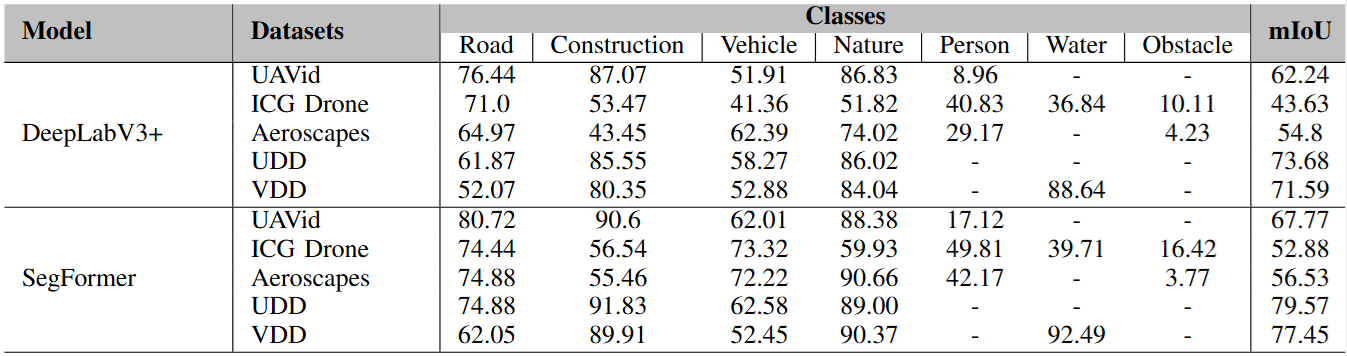 Model Datasets Classes mIoU
Road Construction Vehicle Nature Person Water Obstacle
DeepLabV3+
UAVid 76.44 87.07 51.91 86.83 8.96 - - 62.24
ICG Drone 71.0 53.47 41.36 51.82 40.83 36.84 10.11 43.63
Aeroscapes 64.97 43.45 62.39 74.02 29.17 - 4.23 54.8
UDD 61.87 85.55 58.27 86.02 - - - 73.68
VDD 52.07 80.35 52.88 84.04 - 88.64 - 71.59
SegFormer
UAVid 80.72 90.6 62.01 88.38 17.12 - - 67.77
ICG Drone 74.44 56.54 73.32 59.93 49.81 39.71 16.42 52.88
Aeroscapes 74.88 55.46 72.22 90.66 42.17 - 3.77 56.53
UDD 74.88 91.83 62.58 89.00 - - - 79.57
VDD 62.05 89.91 52.45 90.37 - 92.49 - 77.45